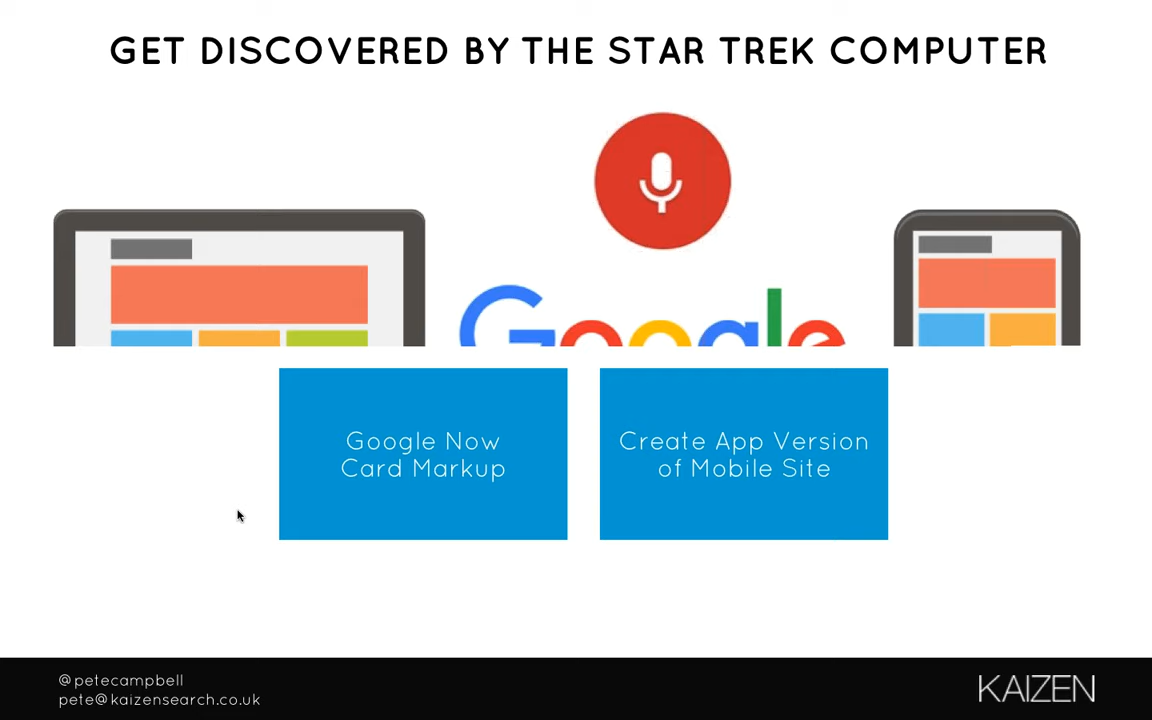 GET DISCOVERED BY THE STAR TREK COMPUTER
Google
Google Now
Card Markup
Create App Version
of Mobile Site
@petecampbell
pete@kaizensearch.co.uk
KAIZEN